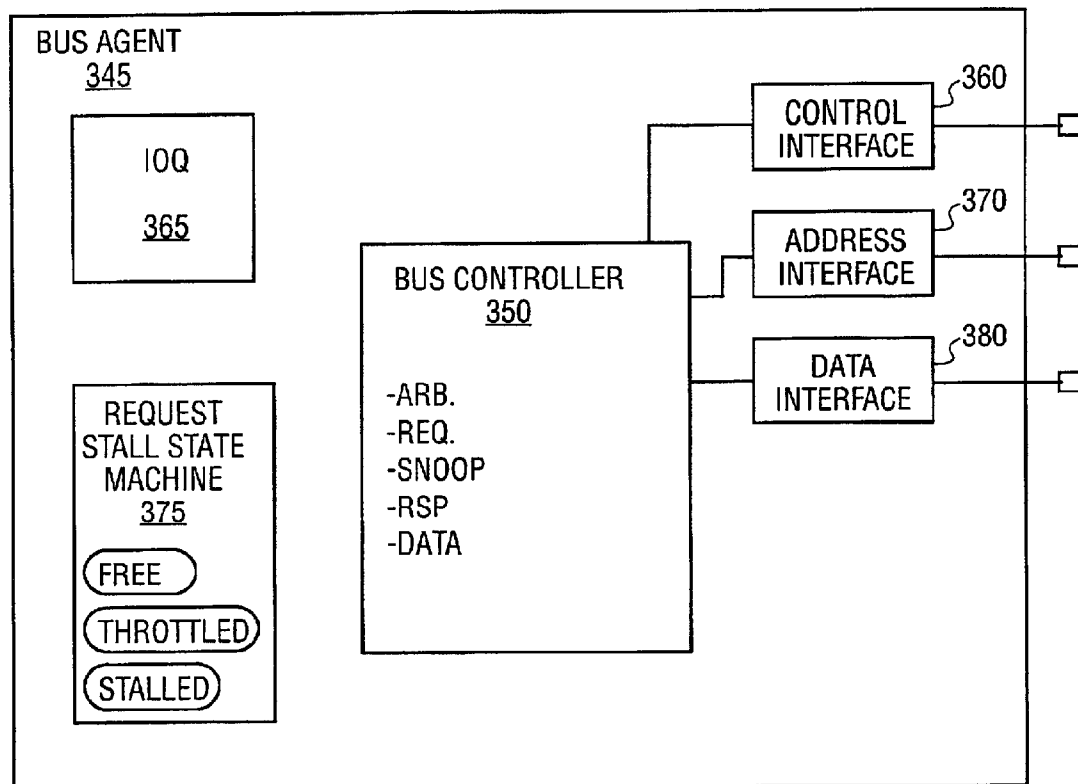 BUS AGENT
345
IOQ
365
REQUEST
STALL STATE
MACHINE
375
FREE
THROTTLED
STALLED
BUS CONTROLLER
350
-ARB.
-REQ.
-SNOOP
-RSP
-DATA
360
CONTROL
INTERFACE
370
ADDRESS
INTERFACE
380
DATA
INTERFACE